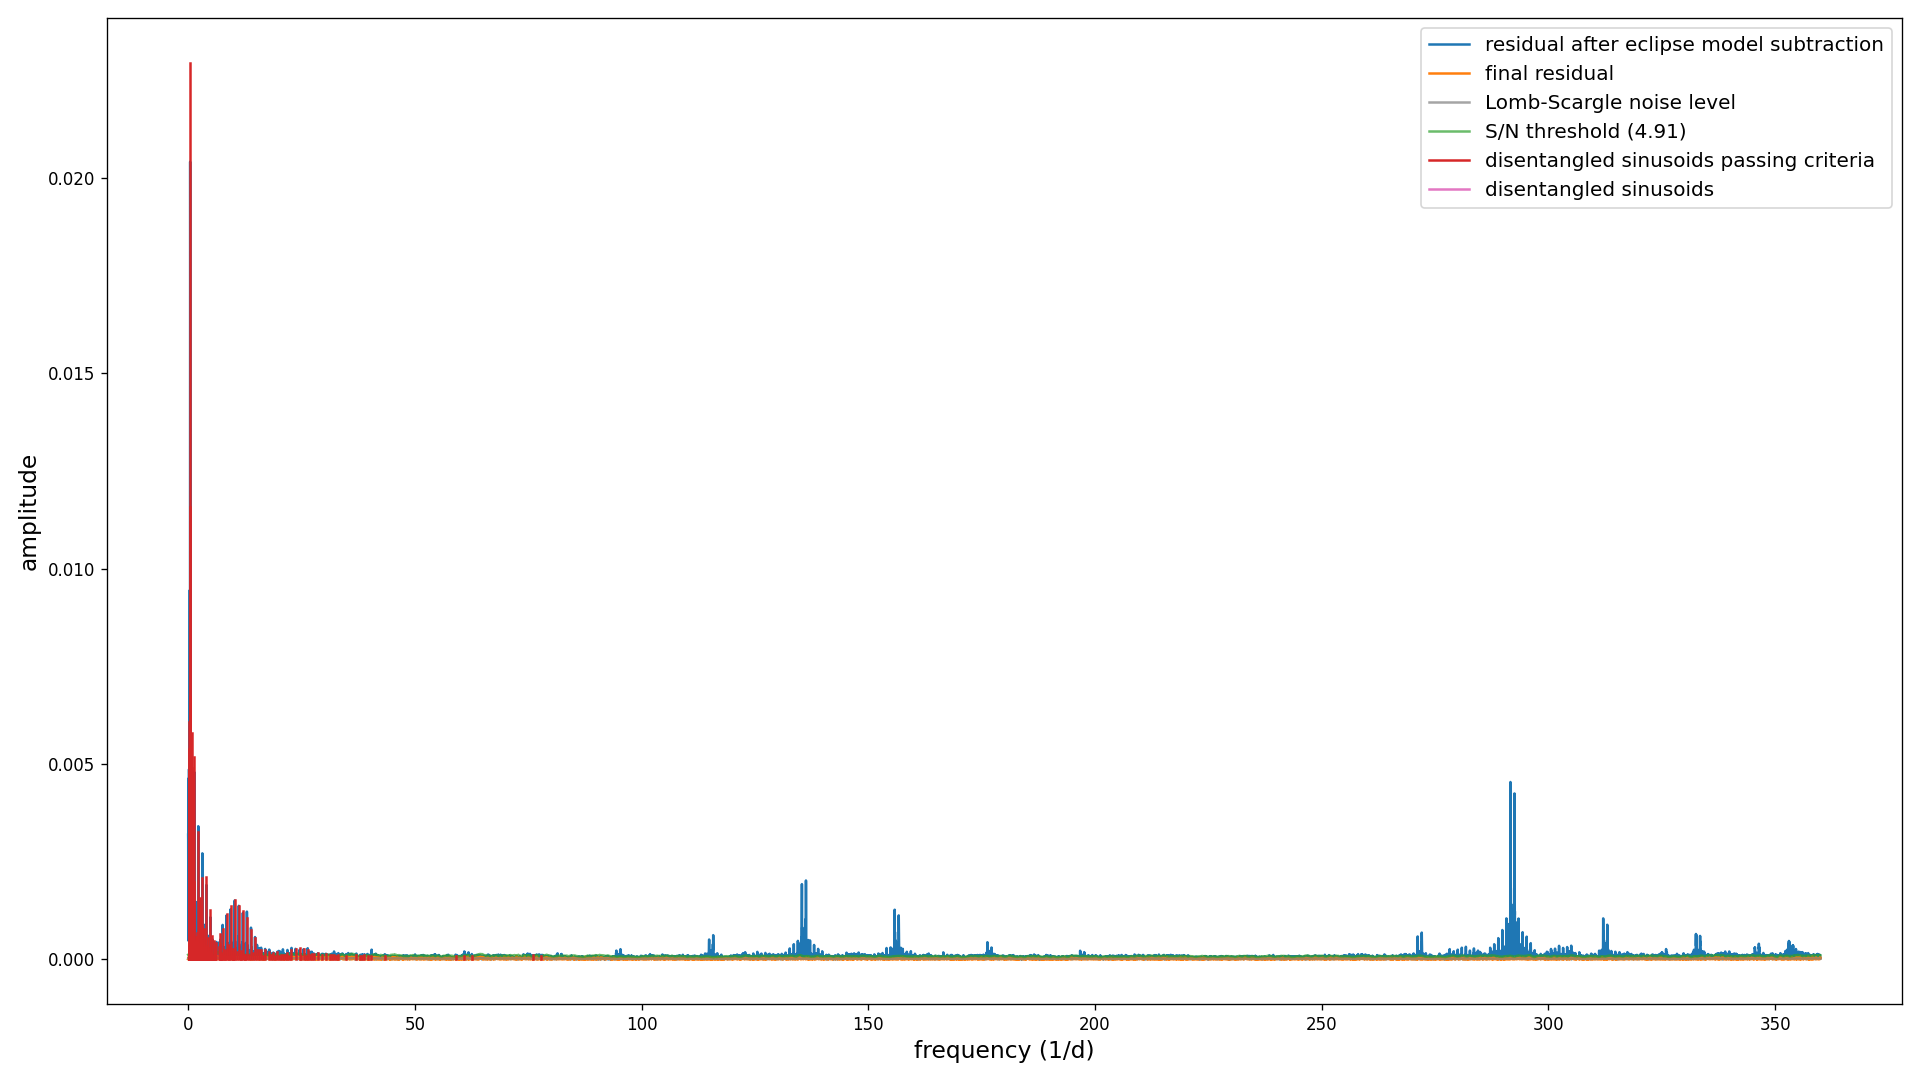 residual after eclipse model subtraction
final residual
Lomb-Scargle noise level
S/N threshold (4.91)
disentangled sinusoids passing criteria
disentangled sinusoids
0.020
0.015
0.010
0.005
0.000
amplitude
0 50 100 150 200 250 300 350
frequency (1/d)